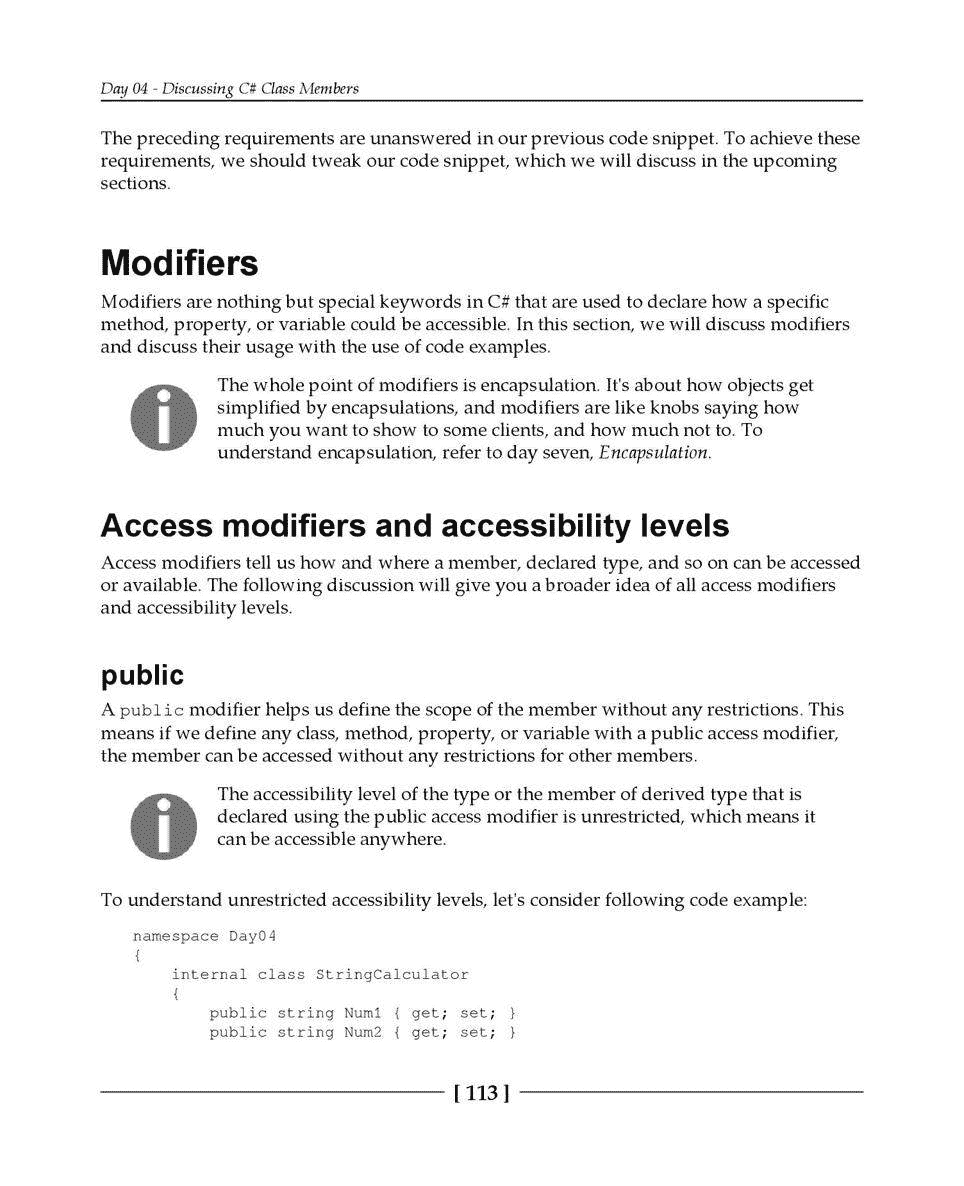 Day 04 - Discussing C# Class Members
The preceding requirements are unanswered in our previous code snippet. To achieve these
requirements, we should tweak our code snippet, which we will discuss in the upcoming
sections.
Modifiers
Modifiers are nothing but special keywords in C# that are used to declare how a specific
method, property, or variable could be accessible. In this section, we will discuss modifiers
and discuss their usage with the use of code examples.
The whole point of modifiers is encapsulation. It's about how objects get
simplified by encapsulations, and modifiers are like knobs saying how
much you want to show to some clients, and how much not to. To
understand encapsulation, refer to day seven, Encapsulation.
Access modifiers and accessibility levels
Access modifiers tell us how and where a member, declared type, and so on can be accessed
or available. The following discussion will give you a broader idea of all access modifiers
and accessibility levels.
public
A public modifier helps us define the scope of the member without any restrictions. This
means if we define any class, method, property, or variable with a public access modifier,
the member can be accessed without any restrictions for other members.
The accessibility level of the type or the member of derived type that is
declared using the public access modifier is unrestricted, which means it
can be accessible anywhere.
To understand unrestricted accessibility levels, let's consider following code example:
namespace Day04
{
internal class StringCalculator
{
public string Num1 { get; set; }
public string Num2 { get; set; }
[ 113 ]